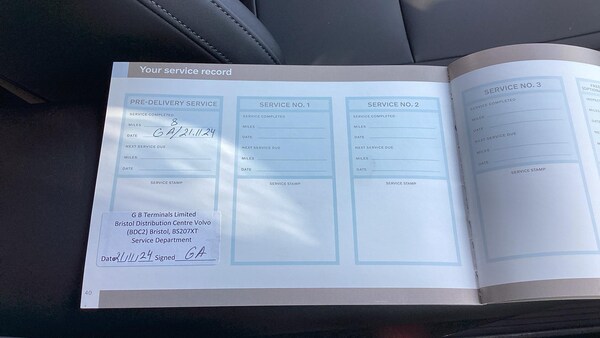 Your service record
PRE-DELIVERY SERVICE
SERVICE COMPLETED
MILES 8
DATE GA/21.11.24
NEXT SERVICE DUE
MILES
DATE
SERVICE STAMP
G B Terminals Limited
Bristol Distribution Centre Volvo
(BDC2) Bristol, BS207XT
Service Department
Date 21/11/24 Signed GA
60
SERVICE NO. 1
SERVICE COMPLETED
MILES
DATE
NEXT SERVICE DUE
MILES
DATE
SERVICE STAMP
SERVICE NO. 2
SERVICE COMPLETED
MILES
DATE
NEXT SERVICE DUE
MILES
DATE
SERVICE STAMP
SERVICE NO. 3
SERVICE COMPLETED
MILES
DATE
NEXT SERVICE DUE
MILES
DATE
SERVICE STAMP